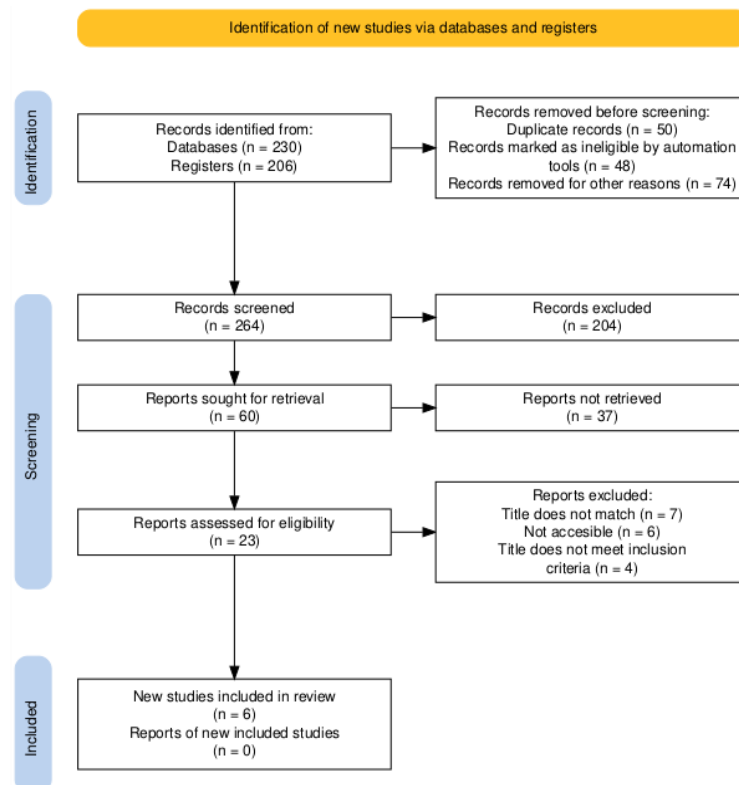 Identification of new studies via databases and registers
Identification
Records identified from:
Databases (n = 230)
Registers (n = 206)
Records removed before screening:
Duplicate records (n = 50)
Records marked as ineligible by automation
tools (n = 48)
Records removed for other reasons (n = 74)
Screening
Records screened
(n = 264)
Records excluded
(n = 204)
Reports sought for retrieval
(n = 60)
Reports not retrieved
(n = 37)
Reports assessed for eligibility
(n = 23)
Reports excluded:
Title does not match (n = 7)
Not accesible (n = 6)
Title does not meet inclusion
criteria (n = 4)
Included
New studies included in review
(n = 6)
Reports of new included studies
(n = 0)